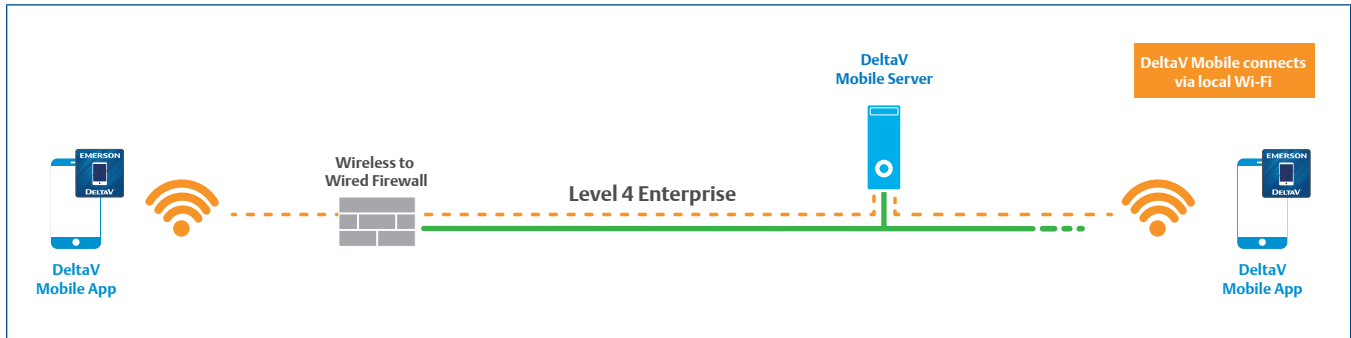 DeltaV
Mobile Server
DeltaV Mobile connects
via local Wi-Fi
EMERSON
DELTAV
Wireless to
Wired Firewall
Level 4 Enterprise
EMERSON
DELTAV
DeltaV
Mobile App
DeltaV
Mobile App